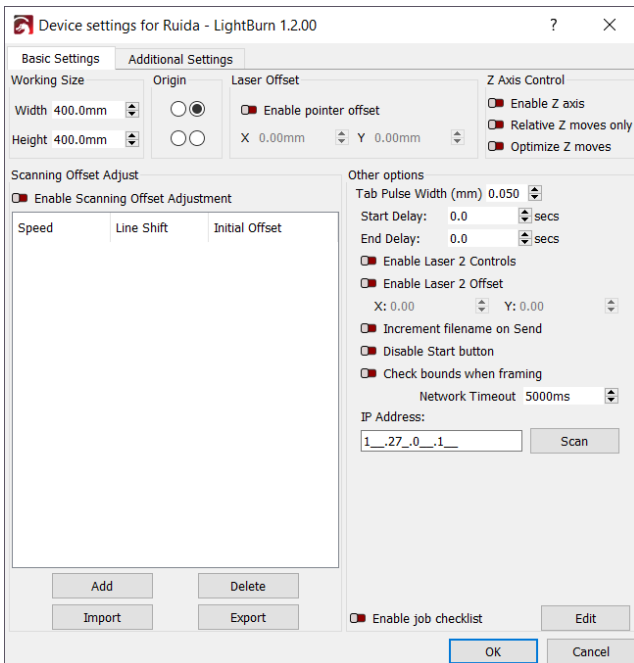 Device settings for Ruida - LightBurn 1.2.00 ? ×
Basic Settings Additional Settings
Working Size
Width 400.0mm
Height 400.0mm
Origin
Laser Offset
Enable pointer offset
X 0.00mm Y 0.00mm
Z Axis Control
Enable Z axis
Relative Z moves only
Optimize Z moves
Scanning Offset Adjust
Enable Scanning Offset Adjustment
Speed Line Shift Initial Offset
Add Delete
Import Export
Other options
Tab Pulse Width (mm) 0.050
Start Delay: 0.0 secs
End Delay: 0.0 secs
Enable Laser 2 Controls
Enable Laser 2 Offset
X: 0.00 Y: 0.00
Increment filename on Send
Disable Start button
Check bounds when framing
Network Timeout 5000ms
IP Address:
1__.27_.0__.1__ Scan
Enable job checklist Edit
OK Cancel